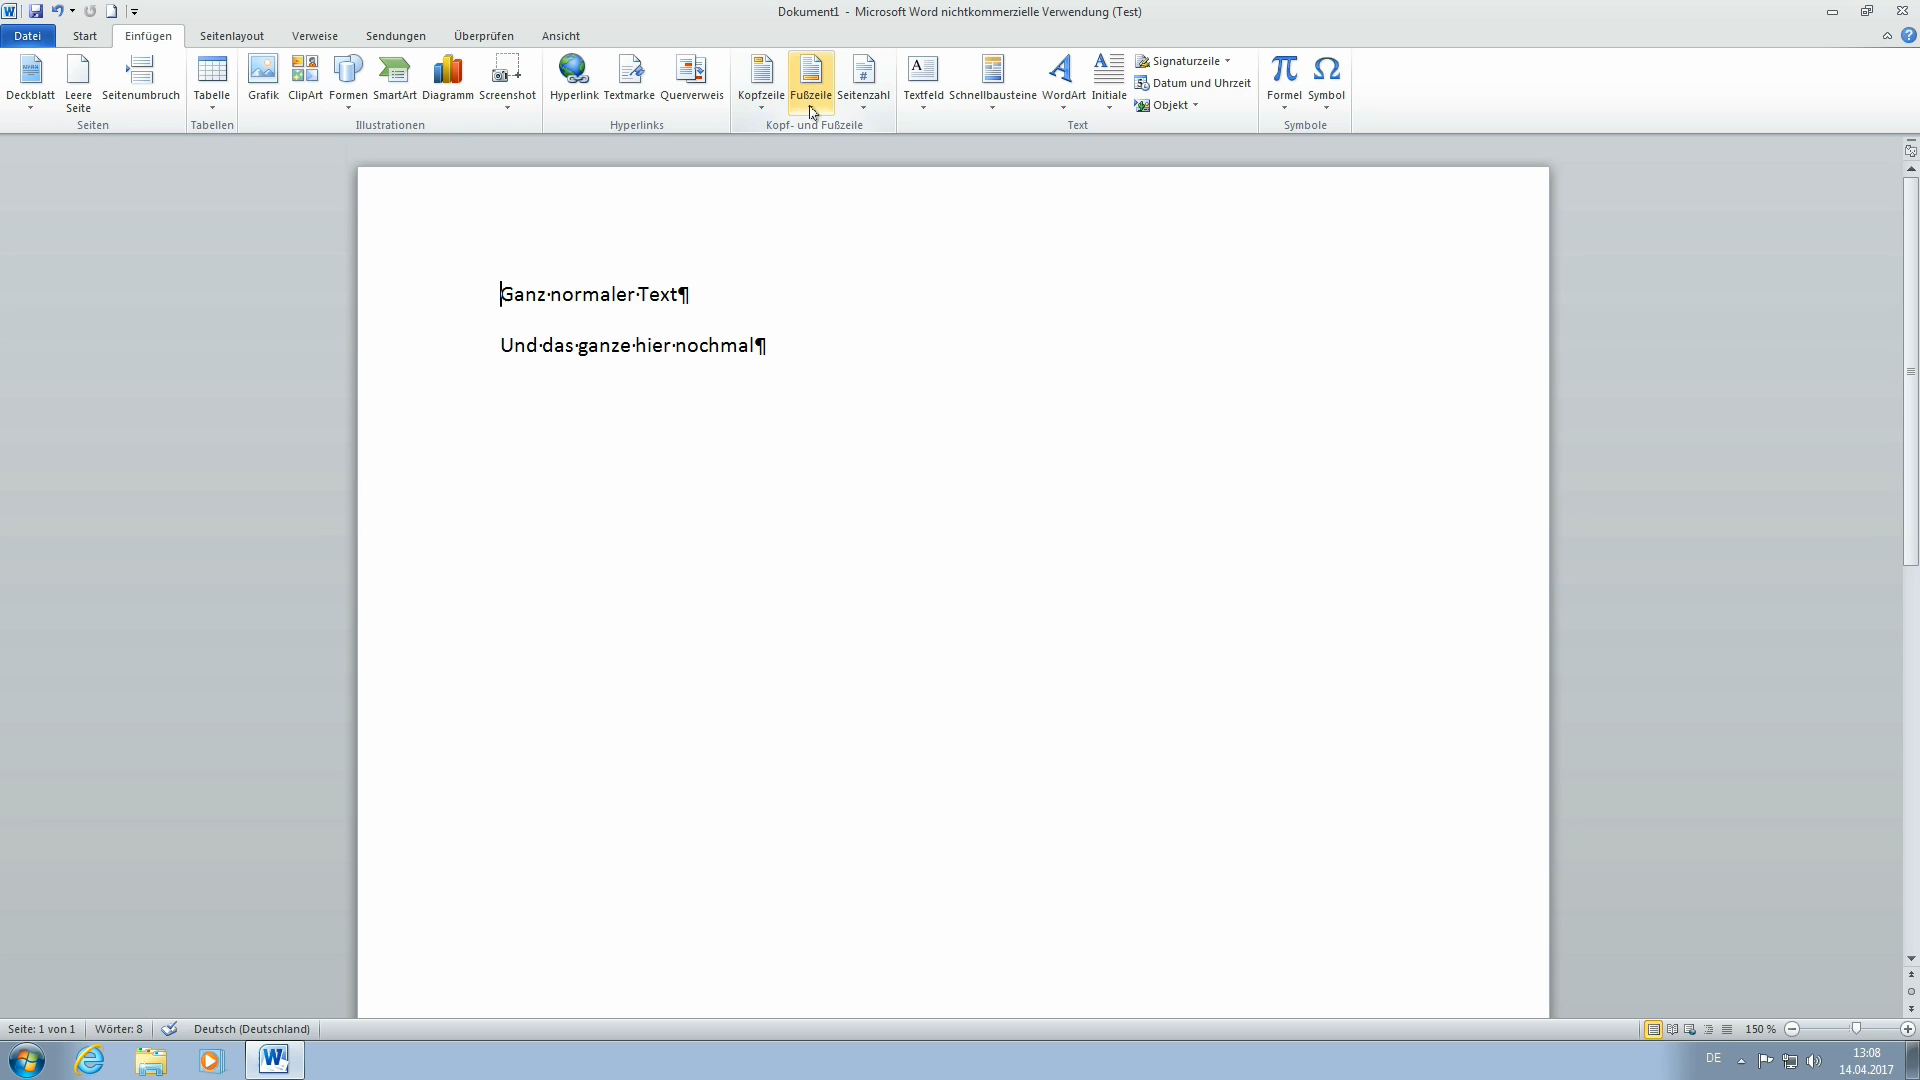 Dokument1 - Microsoft Word nichtkommerzielle Verwendung (Test)
Datei Start Einfügen Seitenlayout Verweise Sendungen Überprüfen Ansicht
Deckblatt
Leere Seite
Seitenumbruch
Seiten
Tabelle
Tabellen
Grafik ClipArt Formen SmartArt Diagramm Screenshot
Illustrationen
Hyperlink Textmarke Querverweis
Hyperlinks
Kopfzeile Fußzeile Seitenzahl
Kopf- und Fußzeile
Textfeld Schnellbausteine WordArt Initiale
Signaturzeile
Datum und Uhrzeit
Objekt
Text
Formel Symbol
Symbole
Ganz·normaler·Text¶
Und·das·ganze·hier·nochmal¶
Seite: 1 von 1 Wörter: 8 Deutsch (Deutschland) 150 %
DE
13:08
14.04.2017